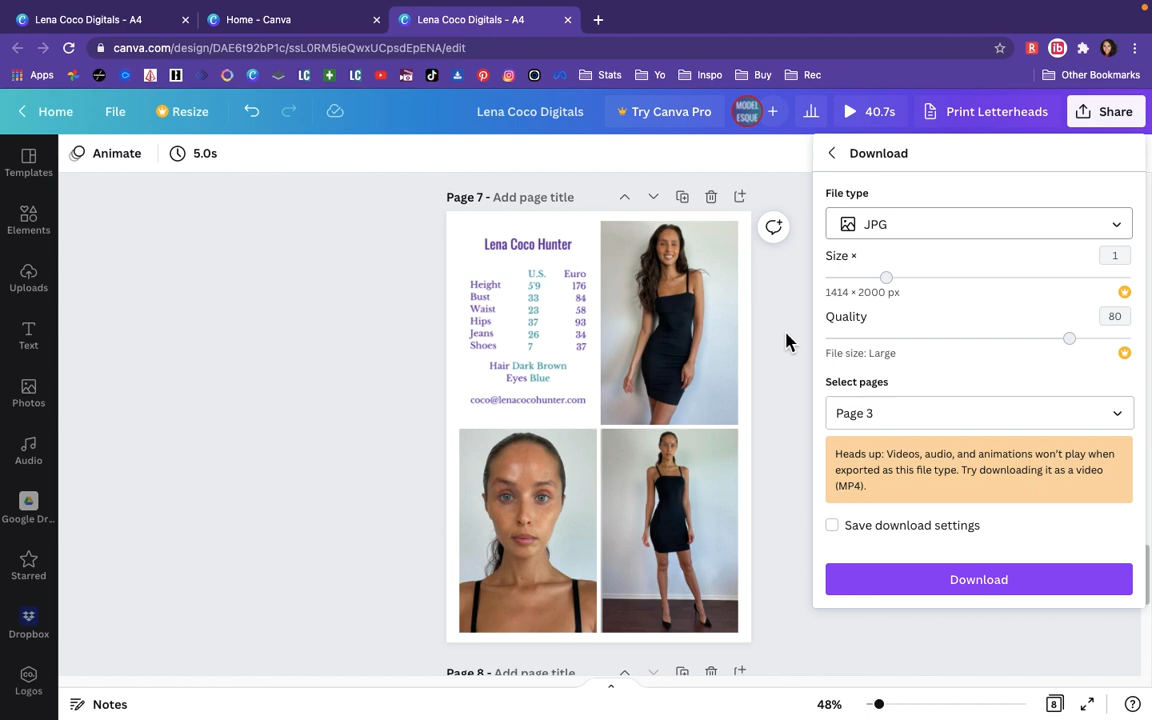 Lena Coco Digitals - A4
Home - Canva
Lena Coco Digitals - A4
canva.com/design/DAE6t92bP1c/ssL0RM5ieQwxUCpsdEpENA/edit
Apps
LC
LC
Stats
Yo
Inspo
Buy
Rec
Other Bookmarks
Home
File
Resize
Lena Coco Digitals
Try Canva Pro
MODEL
ESQUE
40.7s
Print Letterheads
Share
Templates
Elements
Uploads
Text
Photos
Audio
Google Dr...
Starred
Dropbox
Logos
Animate
5.0s
Page 7 - Add page title
Lena Coco Hunter
U.S. Euro
Height 5'9 176
Bust 33 84
Waist 23 58
Hips 37 93
Jeans 26 34
Shoes 7 37
Hair Dark Brown
Eyes Blue
coco@lenacocohunter.com
Page 8 - Add page title
Download
File type
JPG
Size × 1
1414 × 2000 px
Quality 80
File size: Large
Select pages
Page 3
Heads up: Videos, audio, and animations won't play when
exported as this file type. Try downloading it as a video
(MP4).
Save download settings
Download
Notes
48%
8